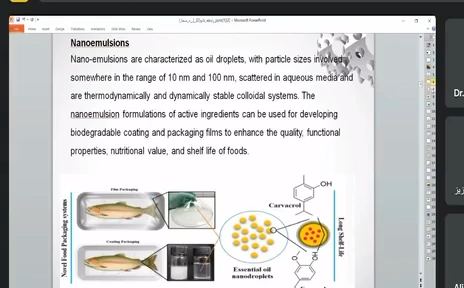 Microsoft PowerPoint
Nanoemulsions
Nano-emulsions are characterized as oil droplets, with particle sizes involved
somewhere in the range of 10 nm and 100 nm, scattered in aqueous media and
are thermodynamically and dynamically stable colloidal systems. The
nanoemulsion formulations of active ingredients can be used for developing
biodegradable coating and packaging films to enhance the quality, functional
properties, nutritional value, and shelf life of foods.
Film Packaging
Coating Packaging
Novel Food Packaging systems
Essential oil
nanodroplets
Carvacrol
OH
HO
Long Shelf-Life
Dr.